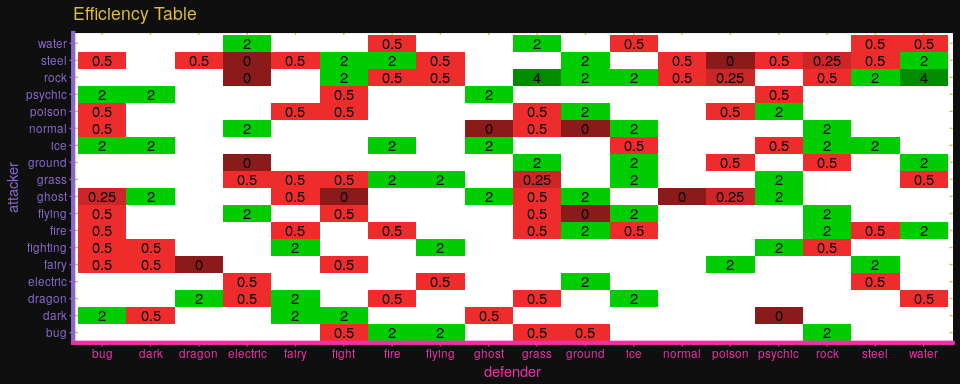 Efficiency Table
water 2 0.5 2 0.5 0.5 0.5
steel 0.5 0.5 0 0.5 2 2 0.5 2 0.5 0 0.5 0.25 0.5 2
rock 0 2 0.5 0.5 4 2 2 0.5 0.25 0.5 2 4
psychic 2 2 0.5 2 0.5
poison 0.5 0.5 0.5 0.5 2 0.5 2
normal 0.5 2 0 0.5 0 2 2
Ice 2 2 2 2 0.5 0.5 2 2
ground 0 2 2 0.5 0.5 2
grass 0.5 0.5 0.5 2 2 0.25 2 2 0.5
ghost 0.25 2 0.5 0 2 0.5 2 0 0.25 2
flying 0.5 2 0.5 0.5 0 2 2
fire 0.5 0.5 0.5 0.5 2 0.5 2 0.5 2
fighting 0.5 0.5 2 2 2 0.5
fairy 0.5 0.5 0 0.5 2 2
electric 0.5 0.5 2 0.5
dragon 2 0.5 2 0.5 0.5 2 0.5
dark 2 0.5 2 2 0.5 0
bug 0.5 2 2 0.5 0.5 2
attacker
bug dark dragon electric fairy fight fire flying ghost grass ground Ice normal poison psychic rock steel water
defender